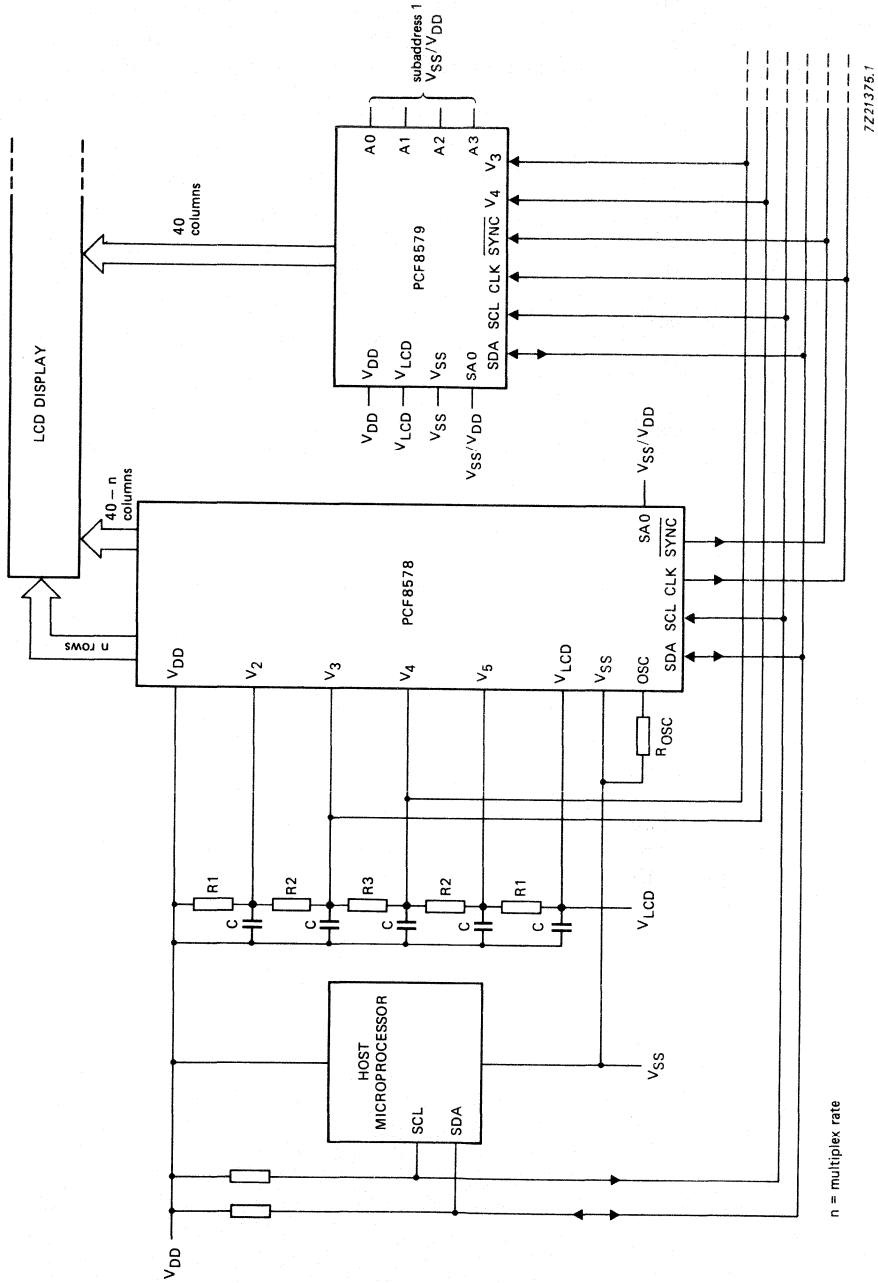 LCD DISPLAY
n rows
40 – n
columns
40
columns
VDD
V2
V3
V4
V5
VLCD
VSS
OSC
PCF8578
SA0
VSS/VDD
SDA
SCL
CLK
SYNC
ROSC
VDD
VLCD
VSS
SA0
VDD
VLCD
VSS
VSS/VDD
PCF8579
A0
A1
A2
A3
subaddress 1
VSS/VDD
SDA
SCL
CLK
SYNC
V4
V3
VDD
R1
R2
R3
R2
R1
C
C
C
C
C
VLCD
HOST
MICROPROCESSOR
SCL
SDA
VSS
n = multiplex rate
7Z21375.1